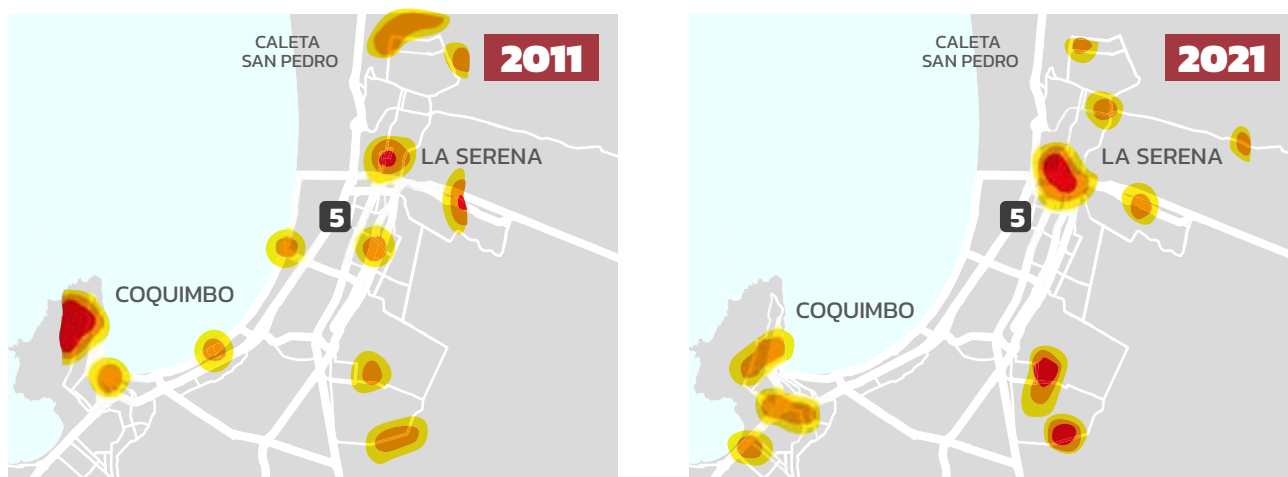 CALETA
SAN PEDRO
2011
LA SERENA
5
COQUIMBO
CALETA
SAN PEDRO
2021
LA SERENA
5
COQUIMBO